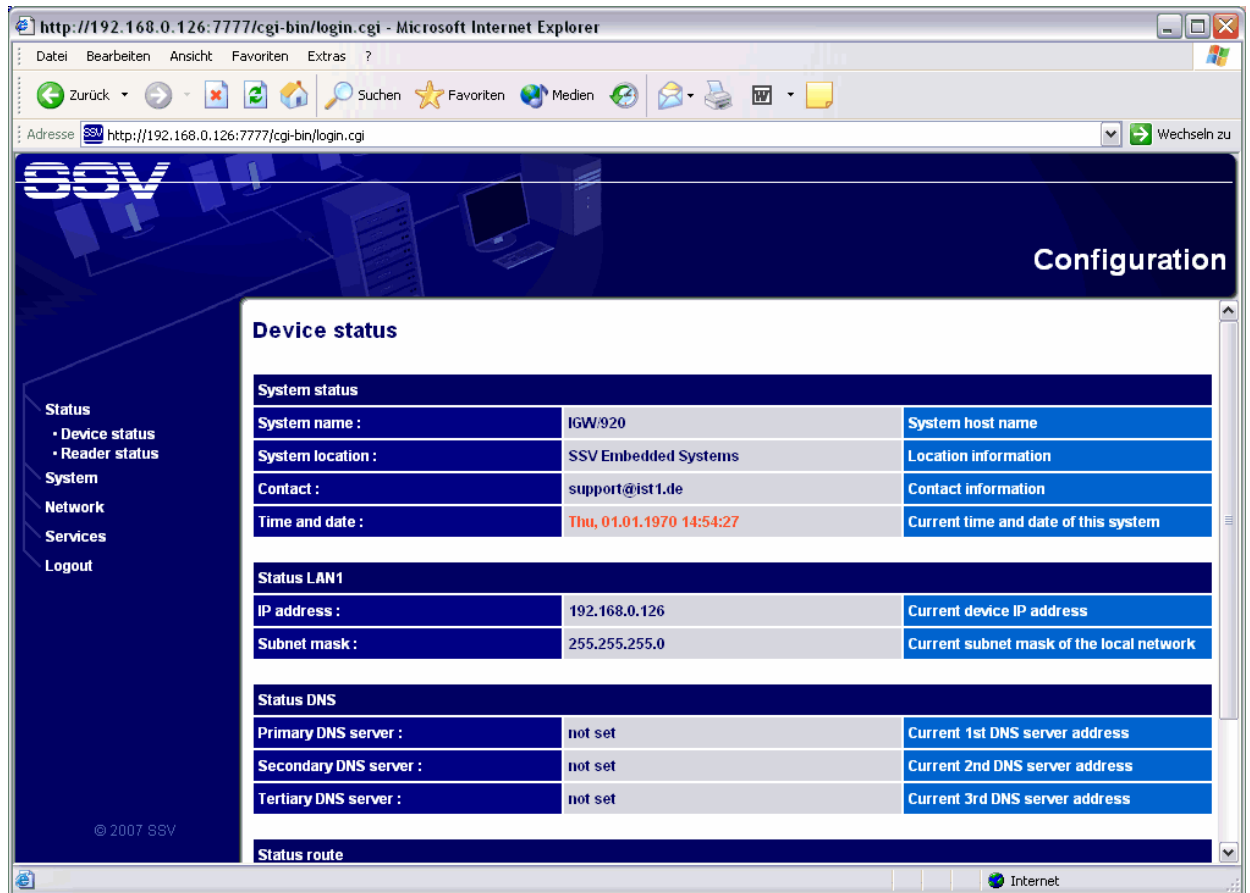 http://192.168.0.126:7777/cgi-bin/login.cgi - Microsoft Internet Explorer
Datei Bearbeiten Ansicht Favoriten Extras ?
Zurück Suchen Favoriten Medien
Adresse SSV http://192.168.0.126:7777/cgi-bin/login.cgi Wechseln zu
SSV
Configuration
Status
• Device status
• Reader status
System
Network
Services
Logout
© 2007 SSV
Device status
System status
System name : IGW/920 System host name
System location : SSV Embedded Systems Location information
Contact : support@ist1.de Contact information
Time and date : Thu, 01.01.1970 14:54:27 Current time and date of this system
Status LAN1
IP address : 192.168.0.126 Current device IP address
Subnet mask : 255.255.255.0 Current subnet mask of the local network
Status DNS
Primary DNS server : not set Current 1st DNS server address
Secondary DNS server : not set Current 2nd DNS server address
Tertiary DNS server : not set Current 3rd DNS server address
Status route
Internet